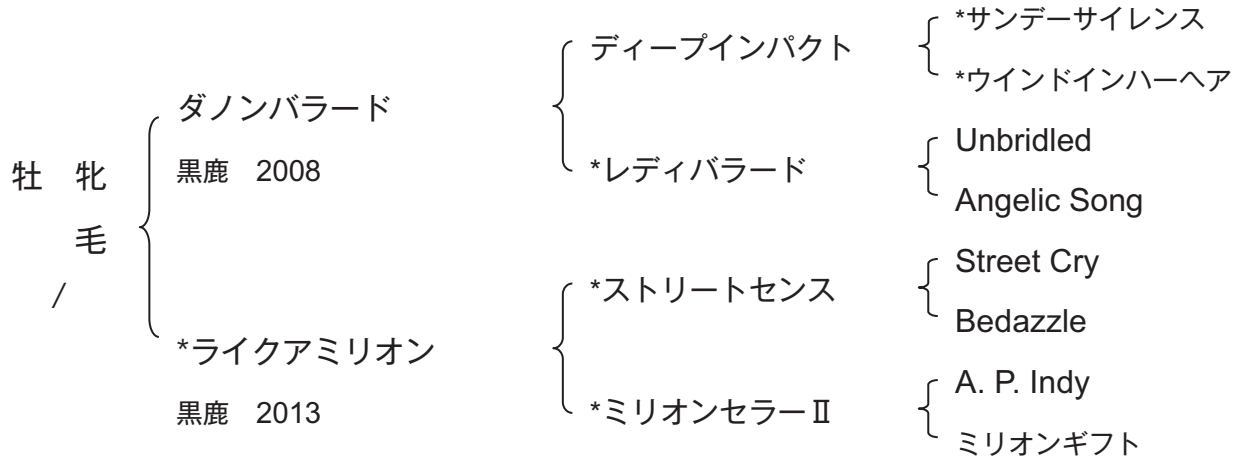 牡　牝
毛
/
ダノンバラード
黒鹿　2008
*ライクアミリオン
黒鹿　2013
ディープインパクト
*レディバラード
*ストリートセンス
*ミリオンセラーⅡ
*サンデーサイレンス
*ウインドインハーヘア
Unbridled
Angelic Song
Street Cry
Bedazzle
A. P. Indy
ミリオンギフト